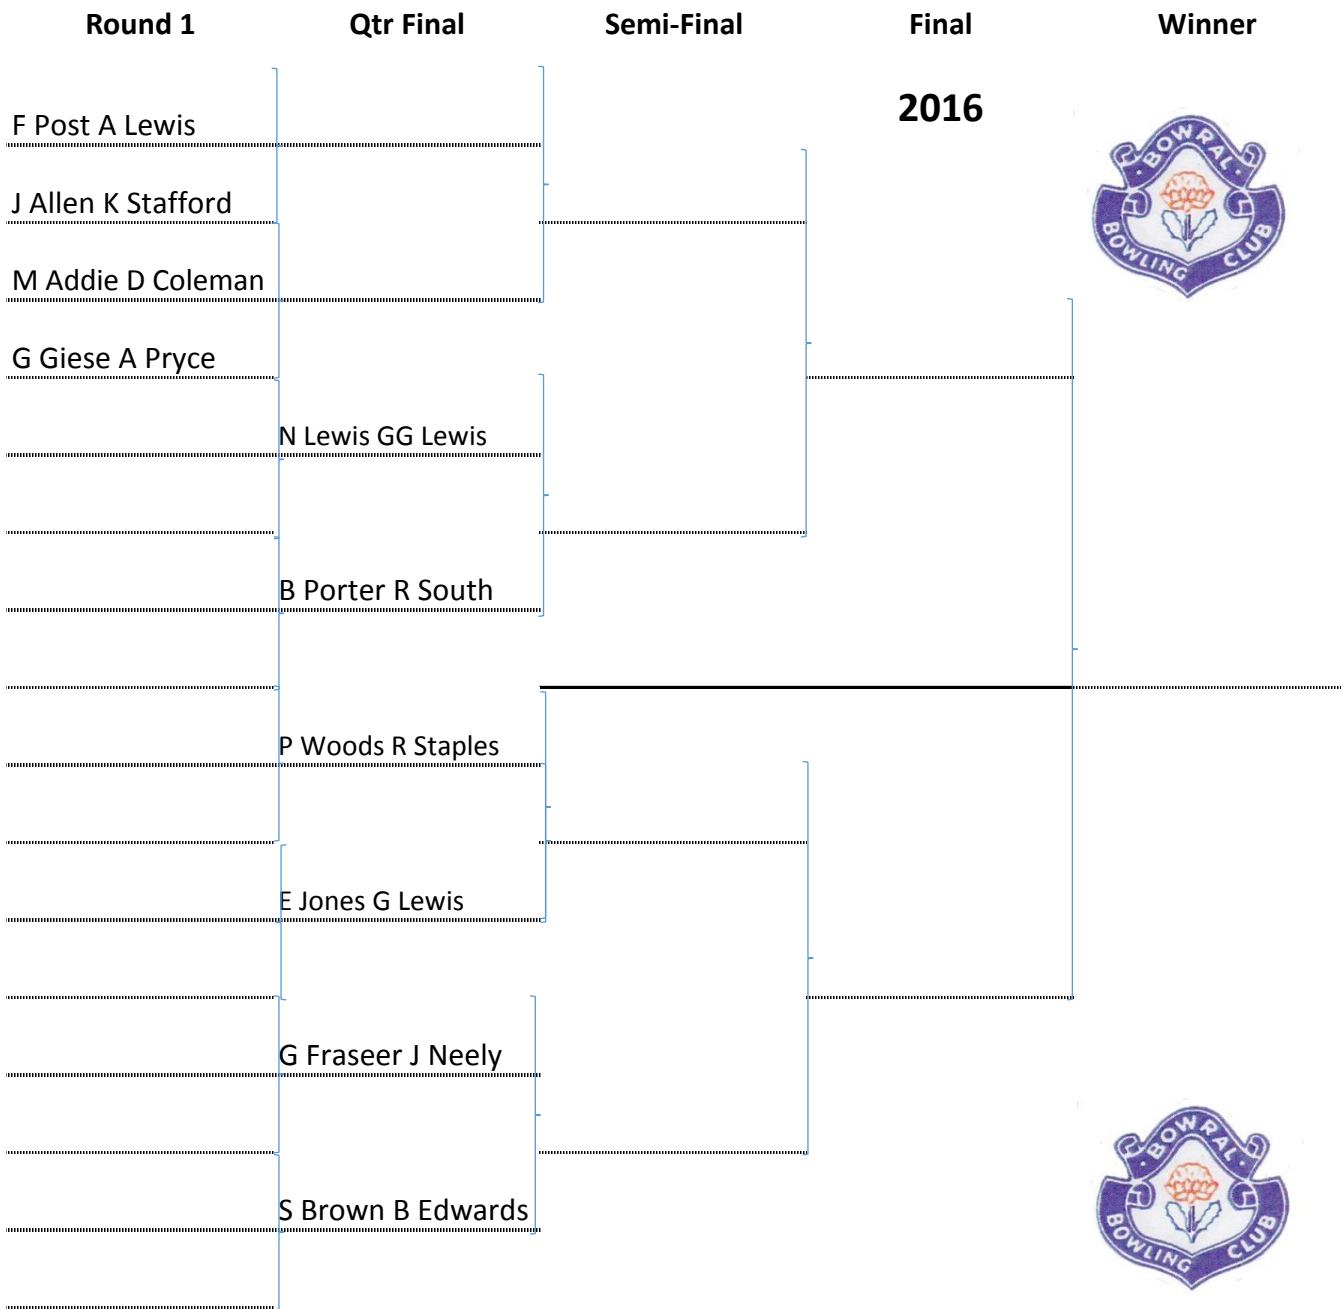 Round 1 Qtr Final Semi-Final Final Winner
2016
BOWRAL
BOWLING CLUB
F Post A Lewis
J Allen K Stafford
M Addie D Coleman
G Giese A Pryce
N Lewis GG Lewis
B Porter R South
P Woods R Staples
E Jones G Lewis
G Fraseer J Neely
S Brown B Edwards
BOWRAL
BOWLING CLUB